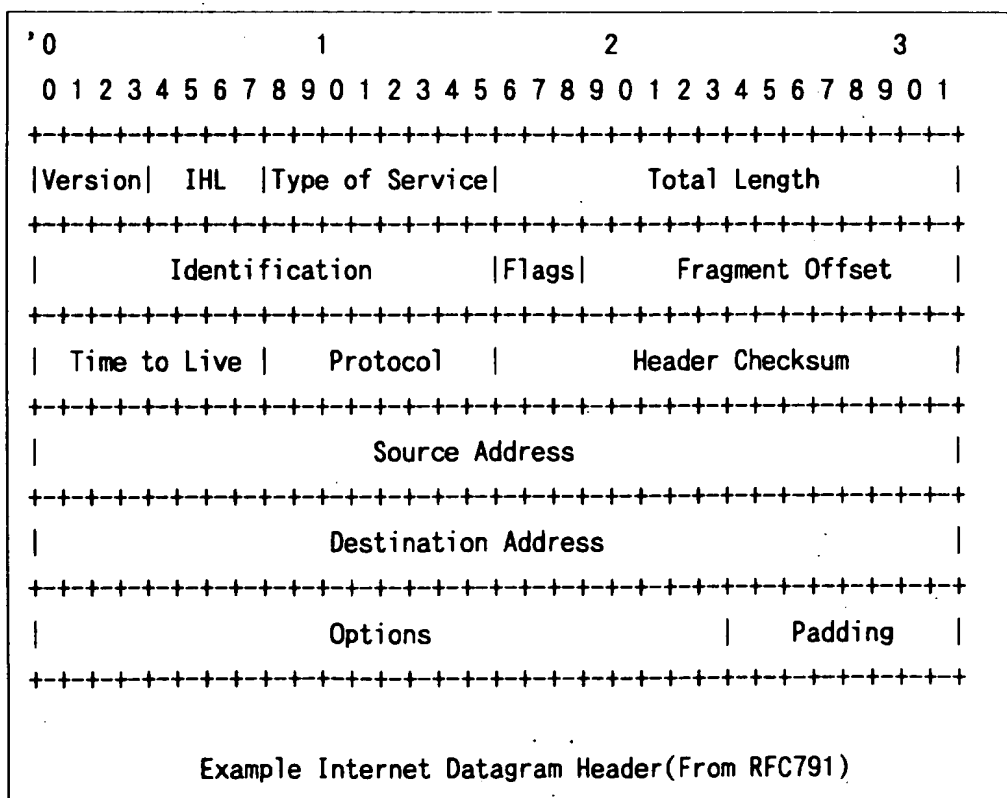 '0 1 2 3
0 1 2 3 4 5 6 7 8 9 0 1 2 3 4 5 6 7 8 9 0 1 2 3 4 5 6 7 8 9 0 1
+-+-+-+-+-+-+-+-+-+-+-+-+-+-+-+-+-+-+-+-+-+-+-+-+-+-+-+-+-+-+-+-+
|Version| IHL |Type of Service| Total Length |
+-+-+-+-+-+-+-+-+-+-+-+-+-+-+-+-+-+-+-+-+-+-+-+-+-+-+-+-+-+-+-+-+
| Identification |Flags| Fragment Offset |
+-+-+-+-+-+-+-+-+-+-+-+-+-+-+-+-+-+-+-+-+-+-+-+-+-+-+-+-+-+-+-+-+
| Time to Live | Protocol | Header Checksum |
+-+-+-+-+-+-+-+-+-+-+-+-+-+-+-+-+-+-+-+-+-+-+-+-+-+-+-+-+-+-+-+-+
| Source Address |
+-+-+-+-+-+-+-+-+-+-+-+-+-+-+-+-+-+-+-+-+-+-+-+-+-+-+-+-+-+-+-+-+
| Destination Address |
+-+-+-+-+-+-+-+-+-+-+-+-+-+-+-+-+-+-+-+-+-+-+-+-+-+-+-+-+-+-+-+-+
| Options | Padding |
+-+-+-+-+-+-+-+-+-+-+-+-+-+-+-+-+-+-+-+-+-+-+-+-+-+-+-+-+-+-+-+-+
Example Internet Datagram Header(From RFC791)